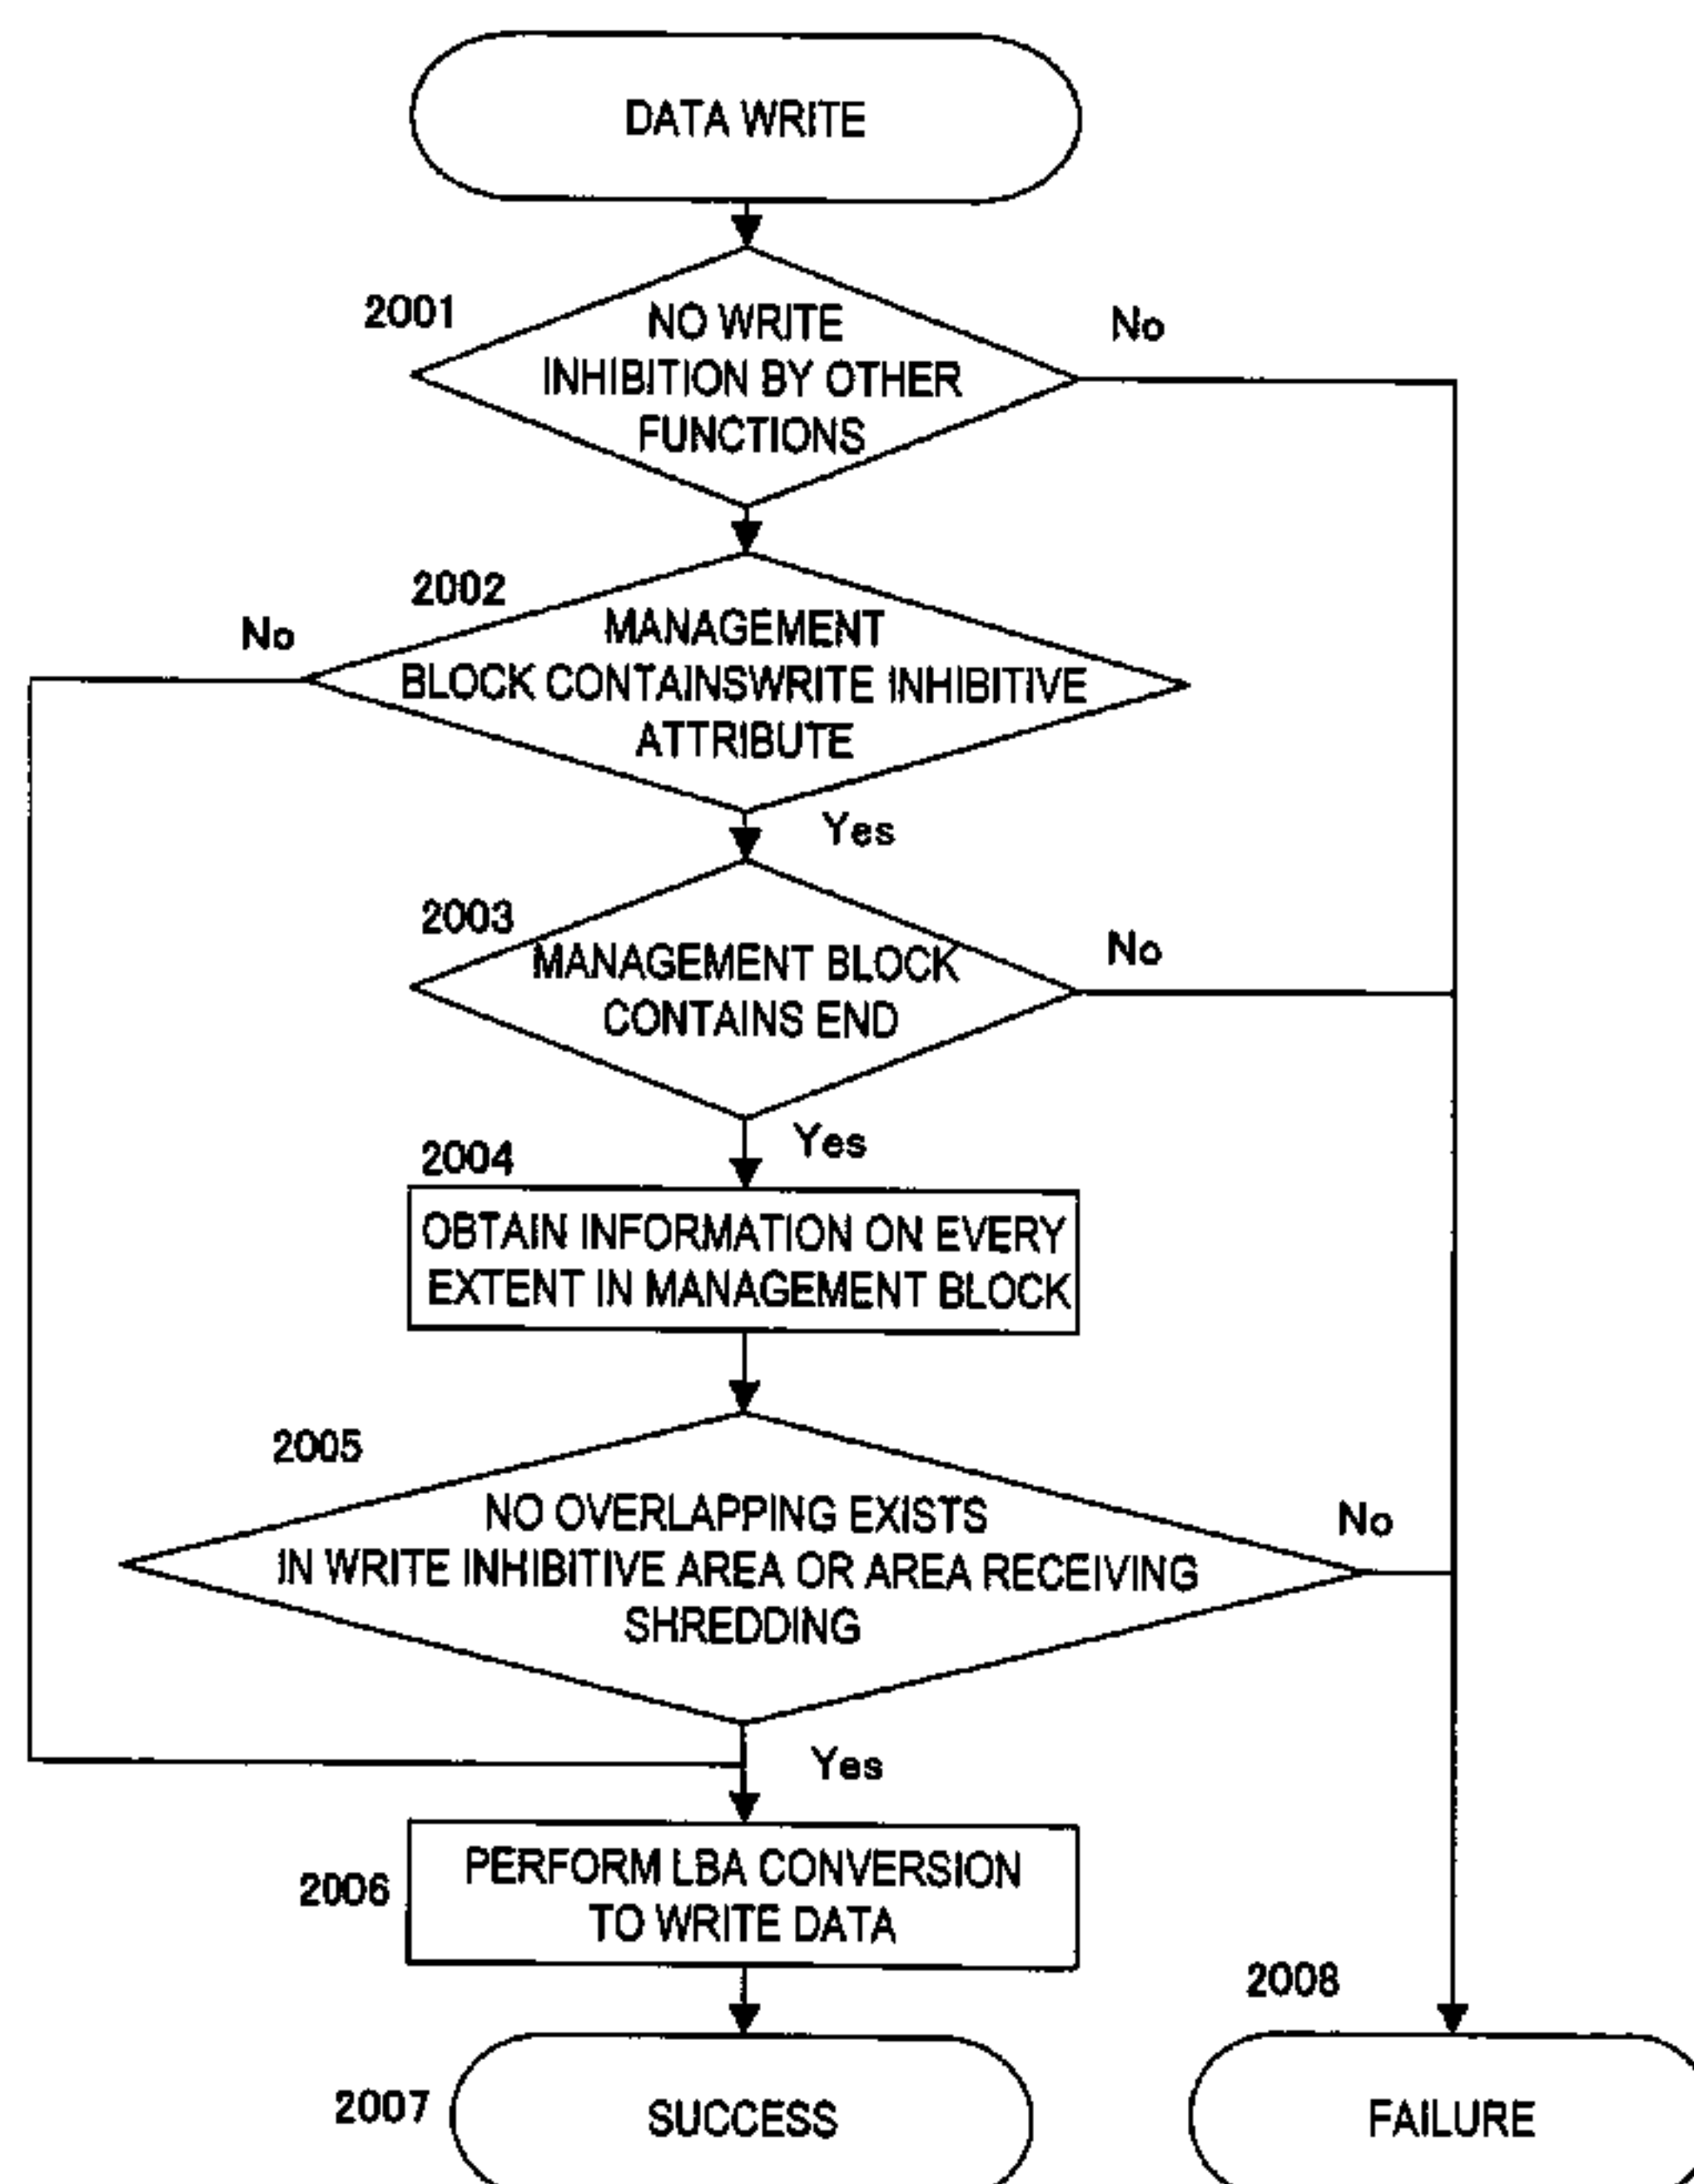 DATA WRITE
2001
NO WRITE
INHIBITION BY OTHER
FUNCTIONS
No
2002
No
MANAGEMENT
BLOCK CONTAINSWRITE INHIBITIVE
ATTRIBUTE
Yes
2003
MANAGEMENT BLOCK
CONTAINS END
No
Yes
2004
OBTAIN INFORMATION ON EVERY
EXTENT IN MANAGEMENT BLOCK
2005
NO OVERLAPPING EXISTS
IN WRITE INHIBITIVE AREA OR AREA RECEIVING
SHREDDING
No
Yes
2006
PERFORM LBA CONVERSION
TO WRITE DATA
2007
SUCCESS
2008
FAILURE